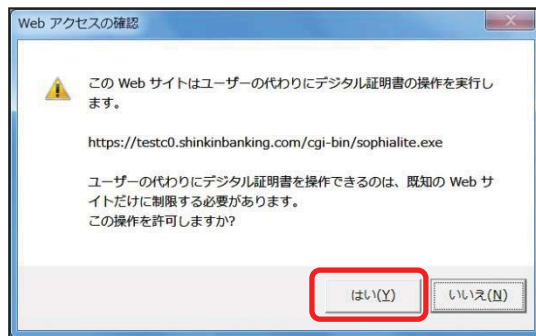 Web アクセスの確認
この Web サイトはユーザーの代わりにデジタル証明書の操作を実行し
ます。
https://testc0.shinkinbanking.com/cgi-bin/sophialite.exe
ユーザーの代わりにデジタル証明書を操作できるのは、既知の Web サ
イトだけに制限する必要があります。
この操作を許可しますか?
はい(Y) いいえ(N)